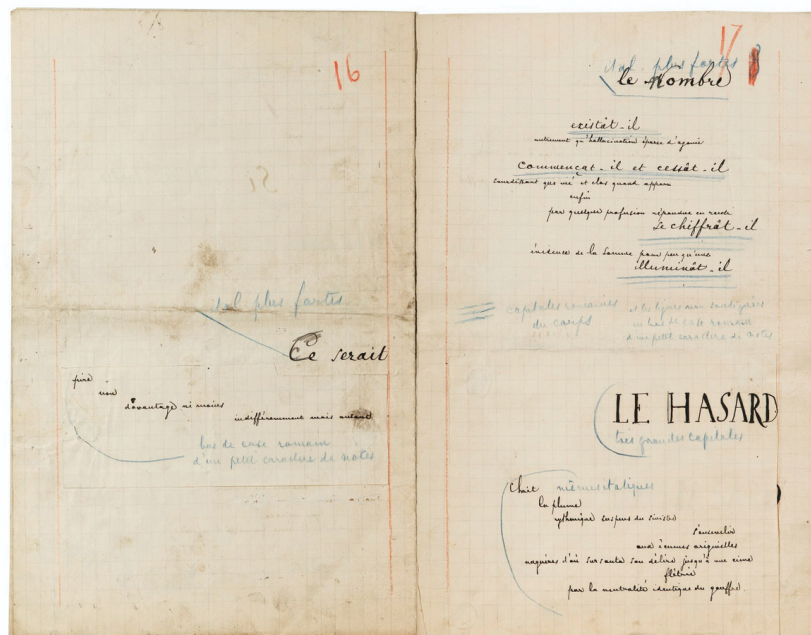 16
ital plus fortes
Ce serait
pire
non
davantage ni moins
indifféremment mais autant
bas de casse romain
d'un petit caractère de notes
17
ital. plus fortes
le Nombre
existât-il
autrement qu'hallucination éparse d'agonie
commençât-il et cessât-il
sourdant que nié et clos quand apparu
enfin
par quelque profusion répandue en rareté
se chiffrât-il
évidence de la somme pour peu qu'une
illuminât-il
capitales romaines
du corps
et les lignes non soulignées
en bas de casse romain
d'un petit caractère de notes
LE HASARD
très grandes capitales
Choit
mêmes italiques
la plume
rythmique suspens du sinistre
s'ensevelir
aux écumes originelles
naguères d'où sursauta son délire jusqu'à une cime
flétrie
par la neutralité identique du gouffre